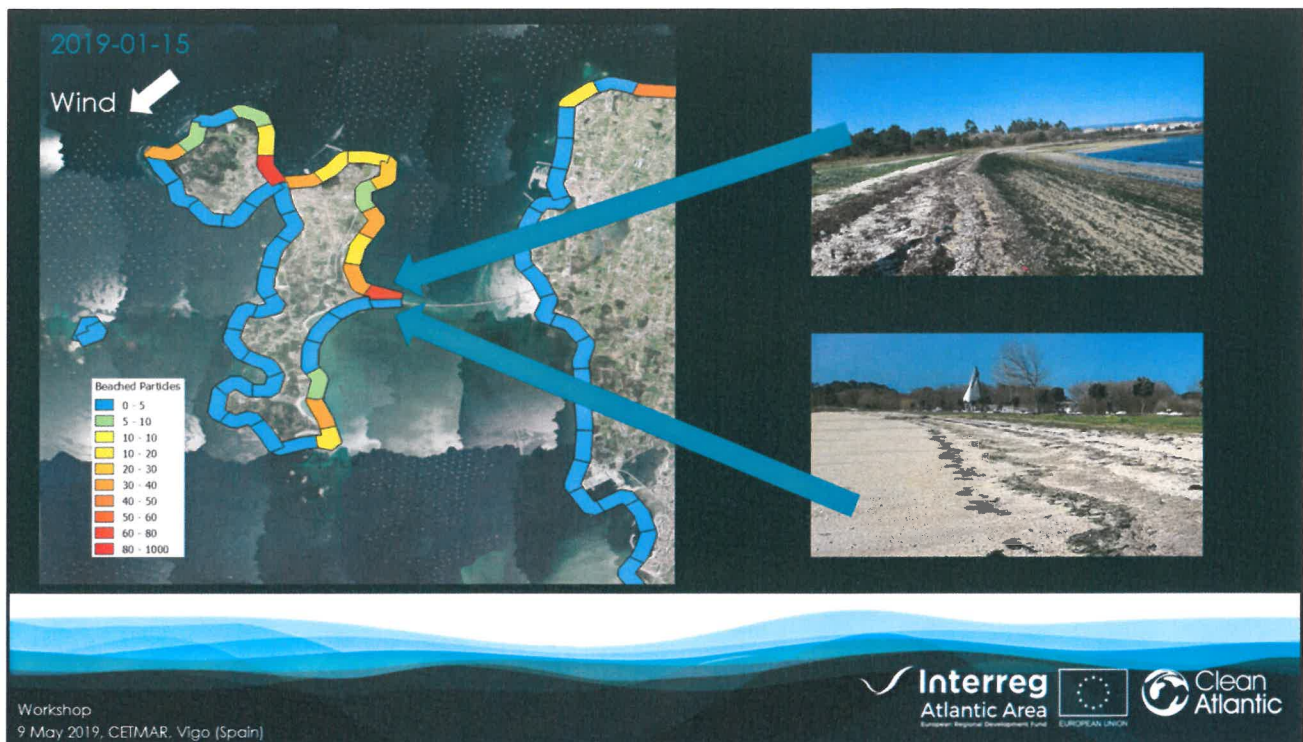 2019-01-15
Wind
Beached Particles
0 - 5
5 - 10
10 - 10
10 - 20
20 - 30
30 - 40
40 - 50
50 - 60
60 - 80
80 - 1000
Workshop
9 May 2019, CETMAR, Vigo (Spain)
Interreg
Atlantic Area
European Regional Development Fund
EUROPEAN UNION
Clean
Atlantic